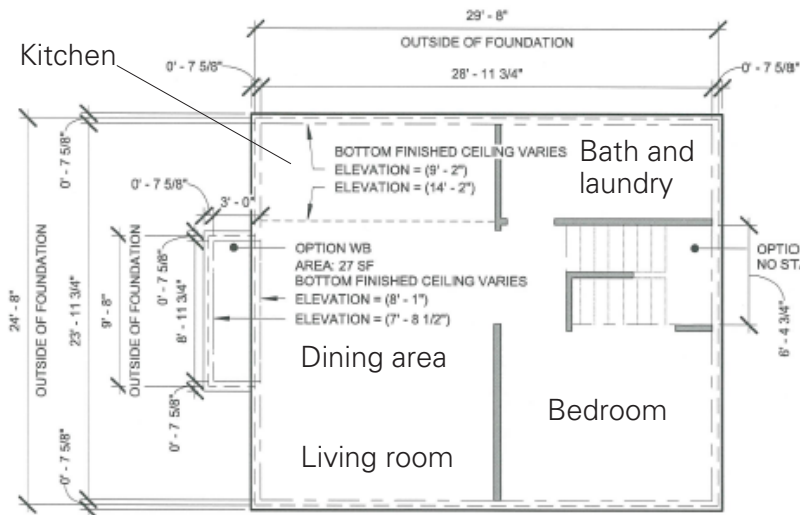 29' - 8"
OUTSIDE OF FOUNDATION
Kitchen
0' - 7 5/8"
28' - 11 3/4"
0' - 7 5/8"
0' - 7 5/8"
BOTTOM FINISHED CEILING VARIES
ELEVATION = (9' - 2")
ELEVATION = (14' - 2")
Bath and
laundry
0' - 7 5/8"
3' - 0"
OPTION WB
AREA: 27 SF
BOTTOM FINISHED CEILING VARIES
ELEVATION = (8' - 1")
ELEVATION = (7' - 8 1/2")
NO STA
24' - 8"
OUTSIDE OF FOUNDATION
23' - 11 3/4"
9' - 8"
OUTSIDE OF FOUNDATION
0' - 7 5/8"
8' - 11 3/4"
6' - 4 3/4"
Dining area
Bedroom
Living room
0' - 7 5/8"
0' - 7 5/8"